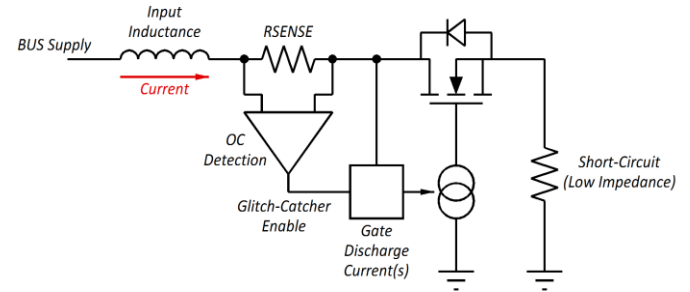 Input
Inductance
RSENSE
BUS Supply
Current
OC
Detection
Short-Circuit
(Low Impedance)
Glitch-Catcher
Enable
Gate
Discharge
Current(s)